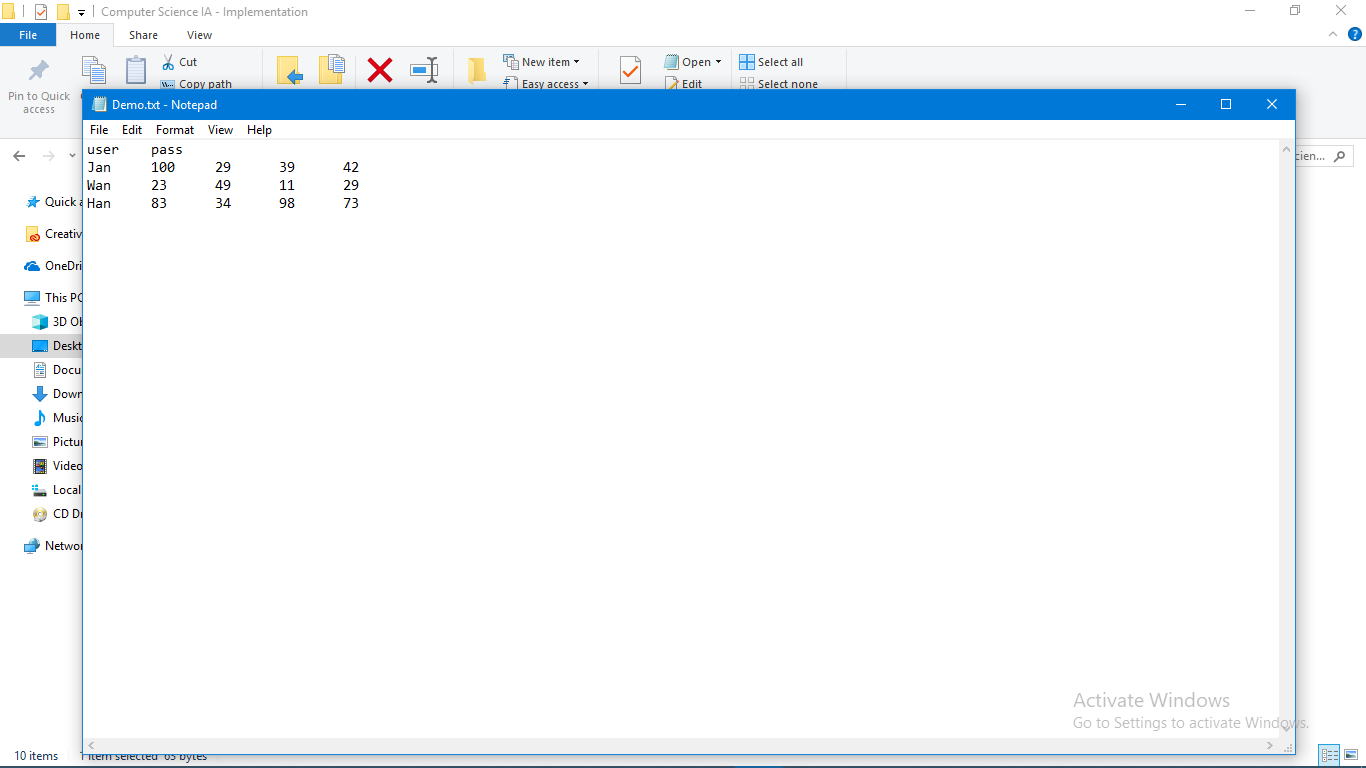 Computer Science IA - Implementation
File Home Share View
Pin to Quick access
Cut
Copy path
New item
Easy access
Open
Edit
Select all
Select none
Demo.txt - Notepad
File Edit Format View Help
user pass
Jan 100 29 39 42
Wan 23 49 11 29
Han 83 34 98 73
cien...
Quick a
Creativ
OneDri
This PC
3D Ob
Deskt
Docu
Down
Music
Pictur
Video
Local
CD Dr
Networ
Activate Windows
Go to Settings to activate Windows.
10 items 1 item selected 63 bytes